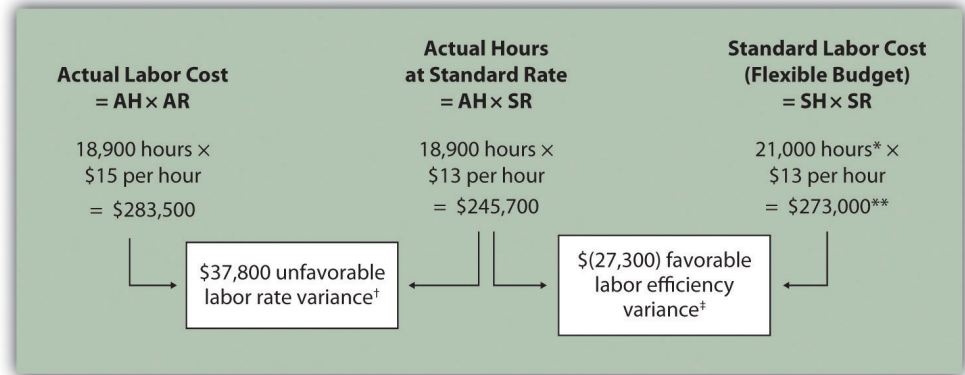 Actual Labor Cost
= AH × AR
18,900 hours ×
$15 per hour
= $283,500
Actual Hours
at Standard Rate
= AH × SR
18,900 hours ×
$13 per hour
= $245,700
Standard Labor Cost
(Flexible Budget)
= SH × SR
21,000 hours* ×
$13 per hour
= $273,000**
$37,800 unfavorable
labor rate variance†
$(27,300) favorable
labor efficiency
variance‡